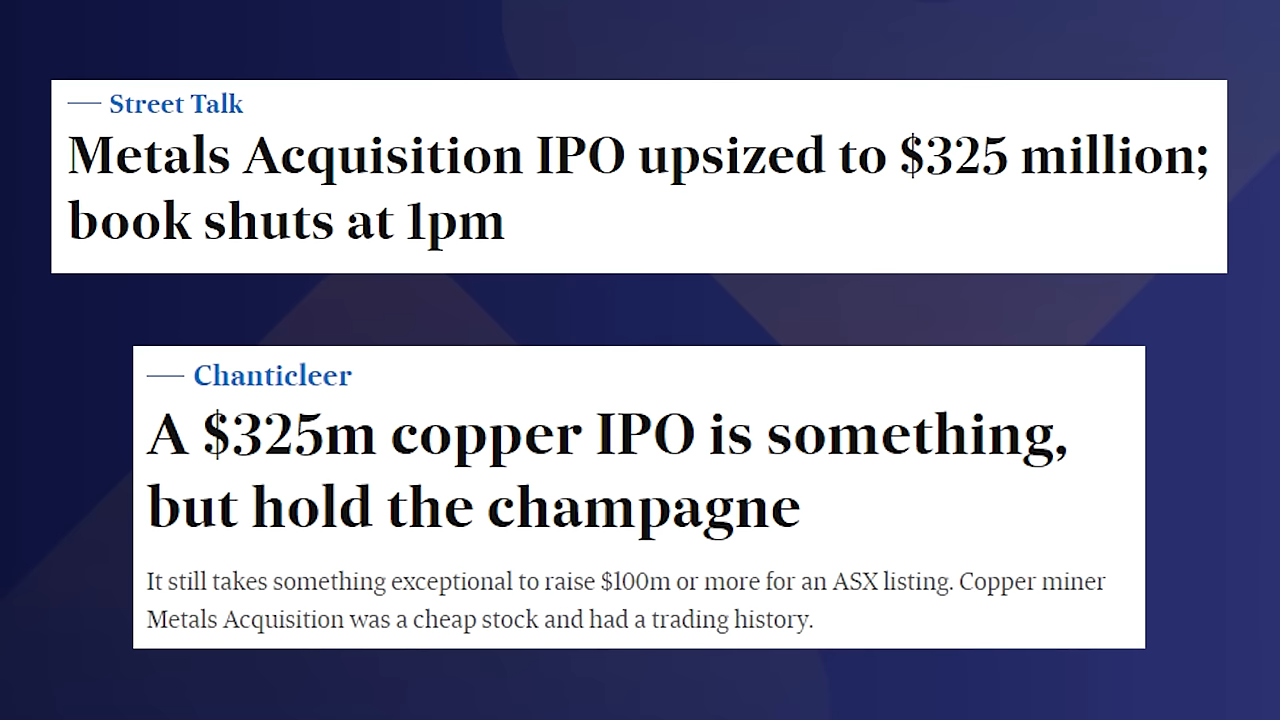 Street Talk
Metals Acquisition IPO upsized to $325 million;
book shuts at 1pm
Chanticleer
A $325m copper IPO is something,
but hold the champagne
It still takes something exceptional to raise $100m or more for an ASX listing. Copper miner
Metals Acquisition was a cheap stock and had a trading history.